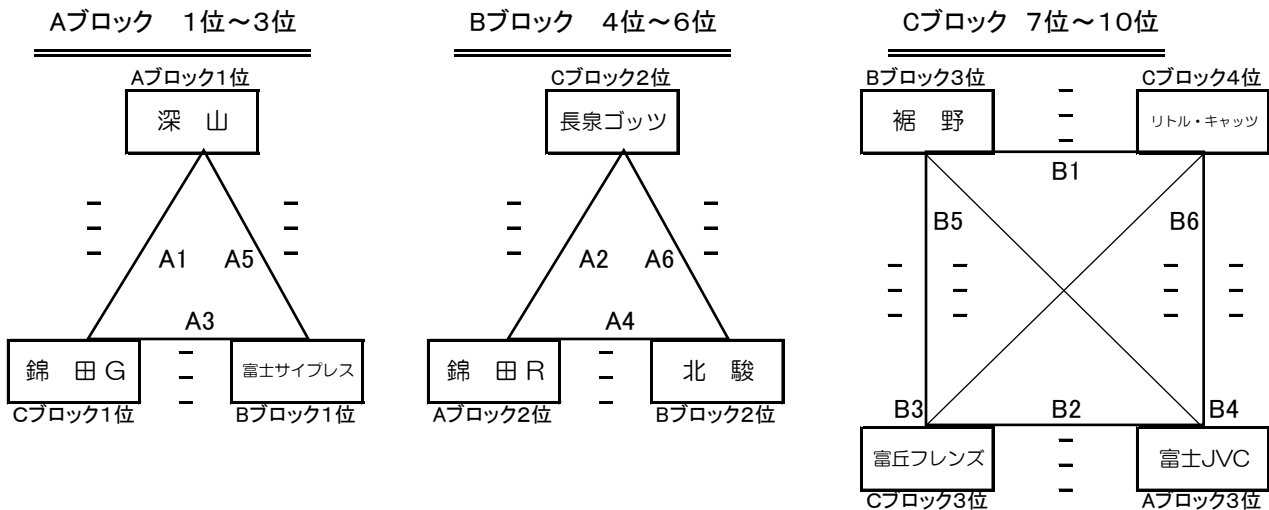 Aブロック　1位～3位
Aブロック1位
深　山
A1
A5
A3
錦　田G
富士サイプレス
Cブロック1位
Bブロック1位
Bブロック　4位～6位
Cブロック2位
長泉ゴッツ
A2
A6
A4
錦　田R
北　駿
Aブロック2位
Bブロック2位
Cブロック　7位～10位
Bブロック3位
Cブロック4位
裾　野
リトル・キャッツ
B1
B5
B6
B3
B2
B4
富丘フレンズ
富士JVC
Cブロック3位
Aブロック3位